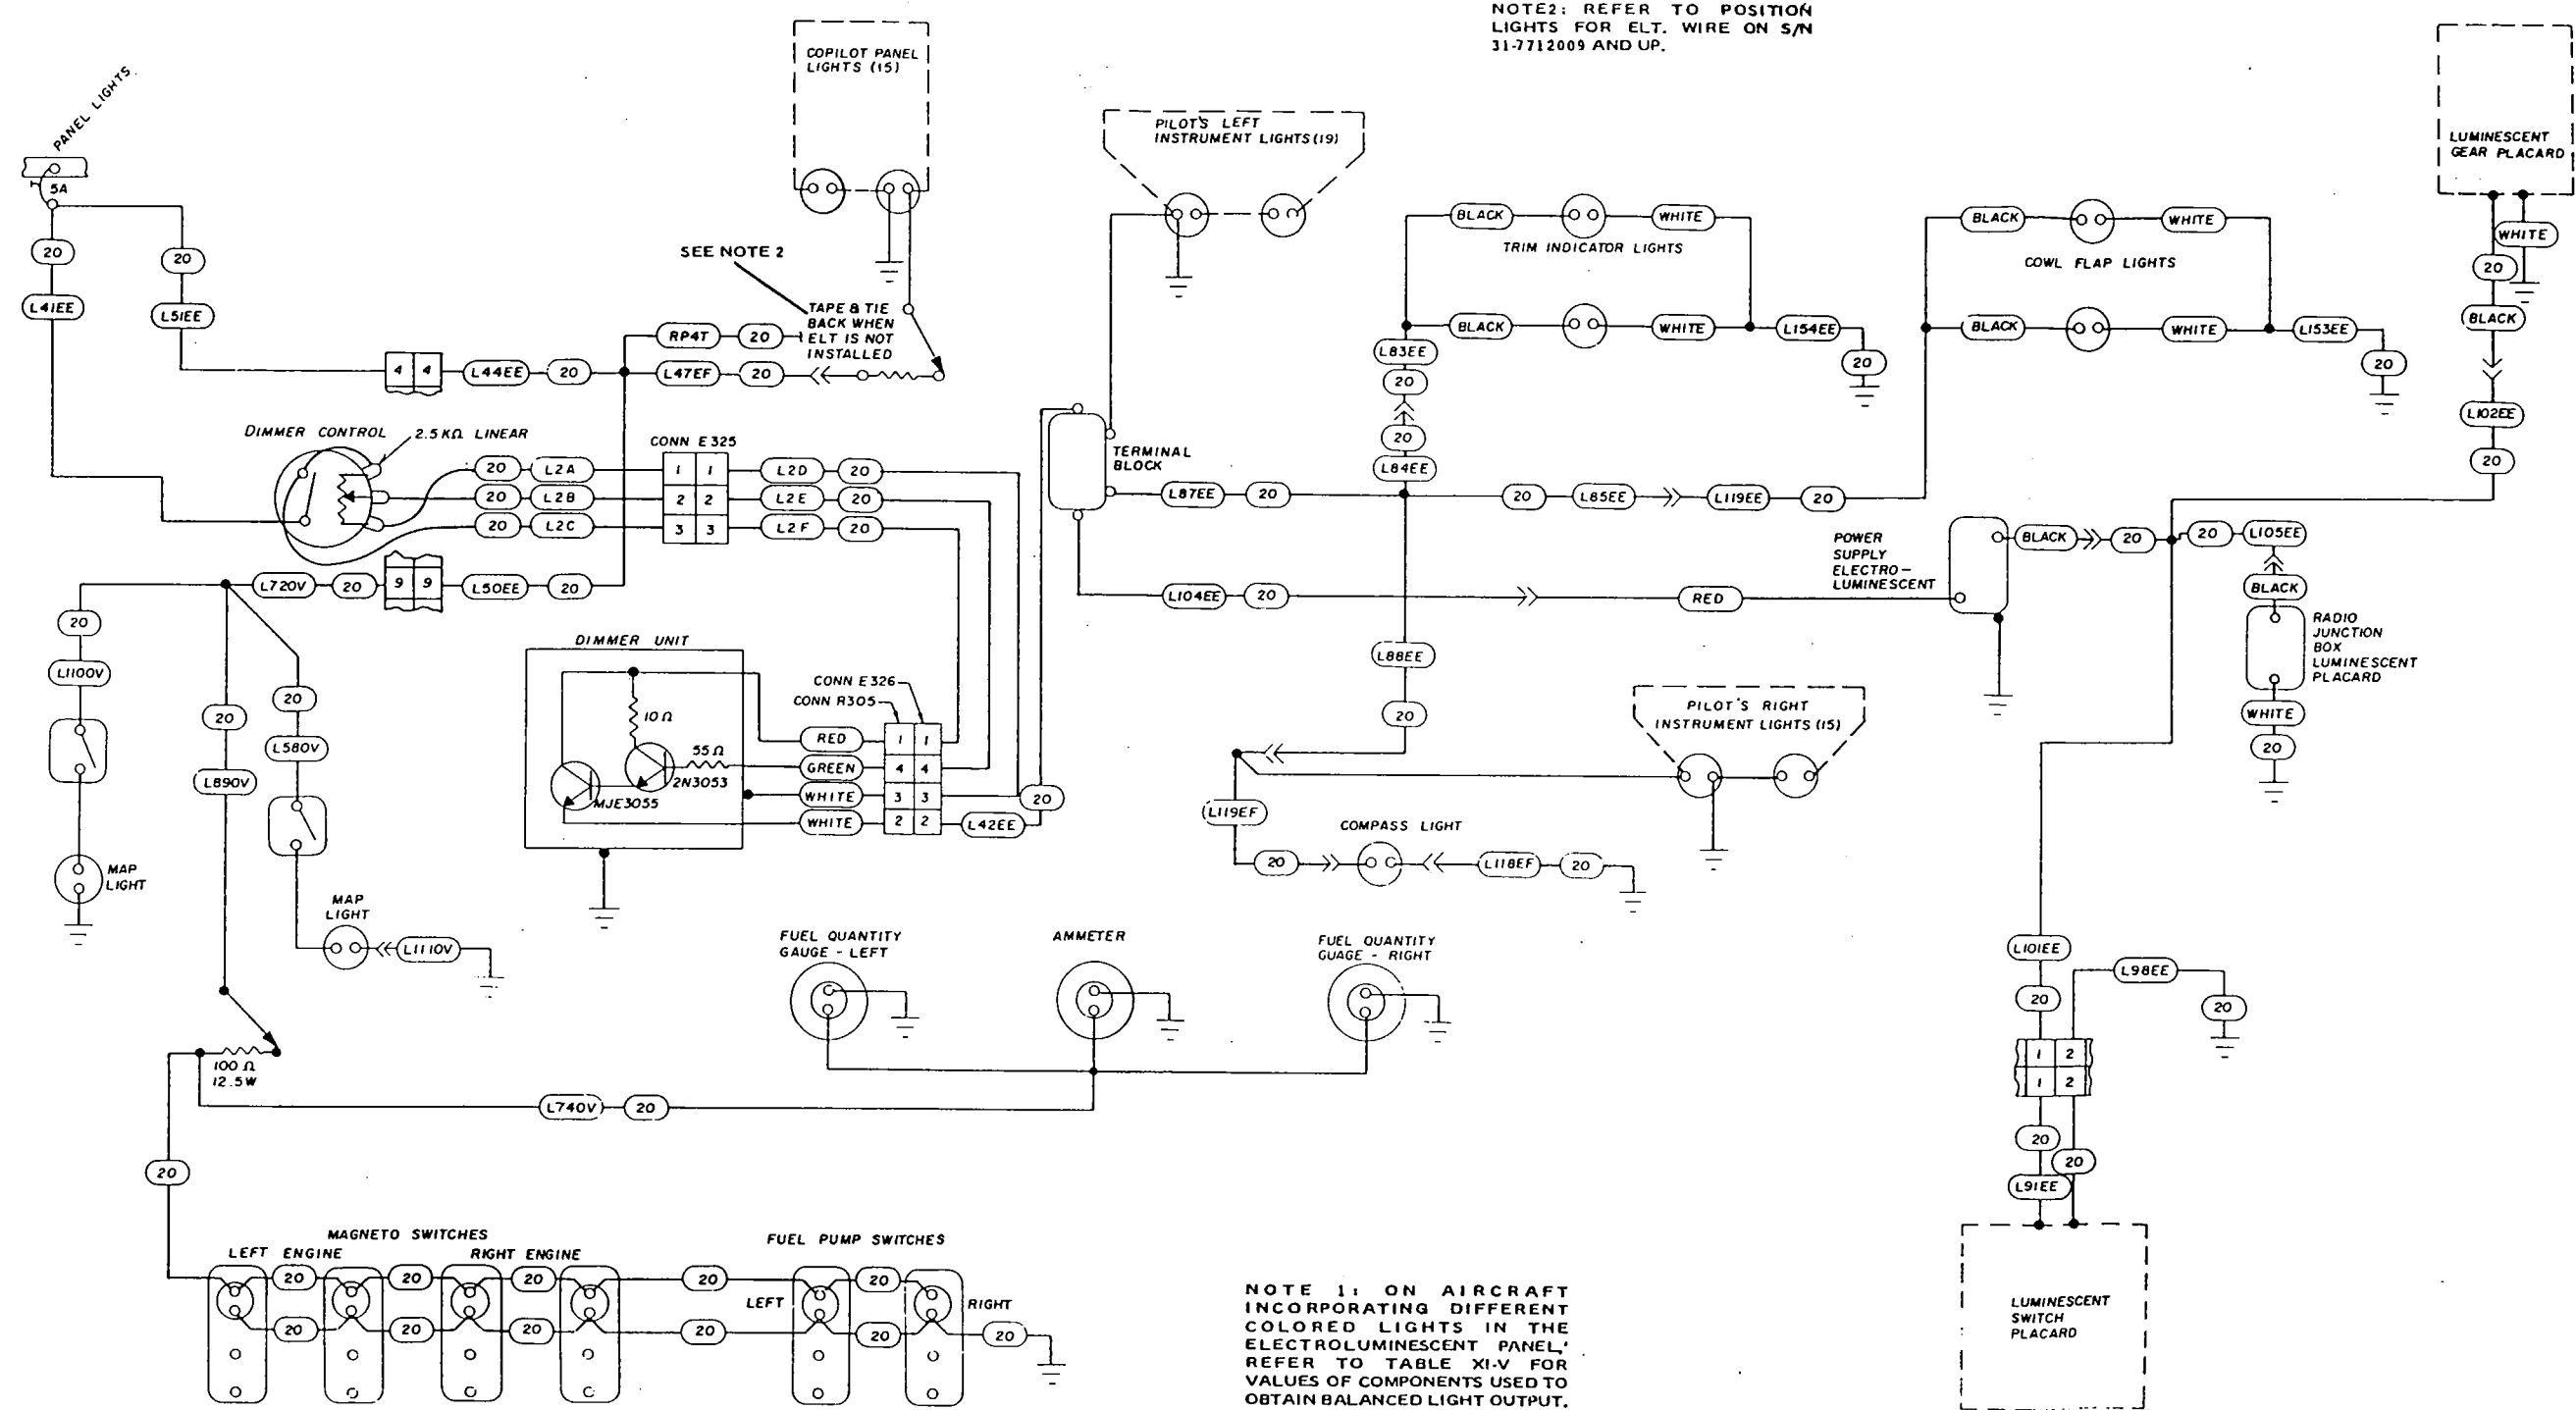 NOTE2: REFER TO POSITION
LIGHTS FOR ELT. WIRE ON S/N
31-7712009 AND UP.
PANEL LIGHTS
5A
20
L41EE
20
L51EE
COPILOT PANEL
LIGHTS (15)
SEE NOTE 2
TAPE & TIE
BACK WHEN
ELT IS NOT
INSTALLED
RP4T
20
4 4
L44EE
20
L47EF
20
PILOT'S LEFT
INSTRUMENT LIGHTS (19)
BLACK
WHITE
TRIM INDICATOR LIGHTS
BLACK
WHITE
L154EE
20
L83EE
20
20
L84EE
BLACK
WHITE
COWL FLAP LIGHTS
BLACK
WHITE
L153EE
20
LUMINESCENT
GEAR PLACARD
WHITE
20
BLACK
L102EE
20
DIMMER CONTROL
2.5KΩ LINEAR
CONN E325
20 L2A 1 1 L2D 20
20 L2B 2 2 L2E 20
20 L2C 3 3 L2F 20
TERMINAL
BLOCK
L87EE
20
20
L85EE
L119EE
20
L720V
20
9 9
L50EE
20
L104EE
20
RED
POWER
SUPPLY
ELECTRO-
LUMINESCENT
BLACK
20
20
L105EE
BLACK
RADIO
JUNCTION
BOX
LUMINESCENT
PLACARD
WHITE
20
20
L1100V
MAP
LIGHT
20
L890V
20
L580V
MAP
LIGHT
L1110V
DIMMER UNIT
10Ω
55Ω
2N3053
MJE3055
CONN E326
CONN R305
RED 1 1
GREEN 4 4
WHITE 3 3
WHITE 2 2
L42EE
20
L88EE
20
PILOT'S RIGHT
INSTRUMENT LIGHTS (15)
L119EF
20
COMPASS LIGHT
L118EF
20
FUEL QUANTITY
GAUGE - LEFT
AMMETER
FUEL QUANTITY
GUAGE - RIGHT
100 Ω
12.5W
L740V
20
20
L101EE
20
L98EE
20
1 2
1 2
20
20
L91EE
LUMINESCENT
SWITCH
PLACARD
MAGNETO SWITCHES
LEFT ENGINE
RIGHT ENGINE
FUEL PUMP SWITCHES
20 20 20 20 20
LEFT
RIGHT
20 20 20 20 20 20
NOTE 1: ON AIRCRAFT
INCORPORATING DIFFERENT
COLORED LIGHTS IN THE
ELECTROLUMINESCENT PANEL,
REFER TO TABLE XI-V FOR
VALUES OF COMPONENTS USED TO
OBTAIN BALANCED LIGHT OUTPUT.